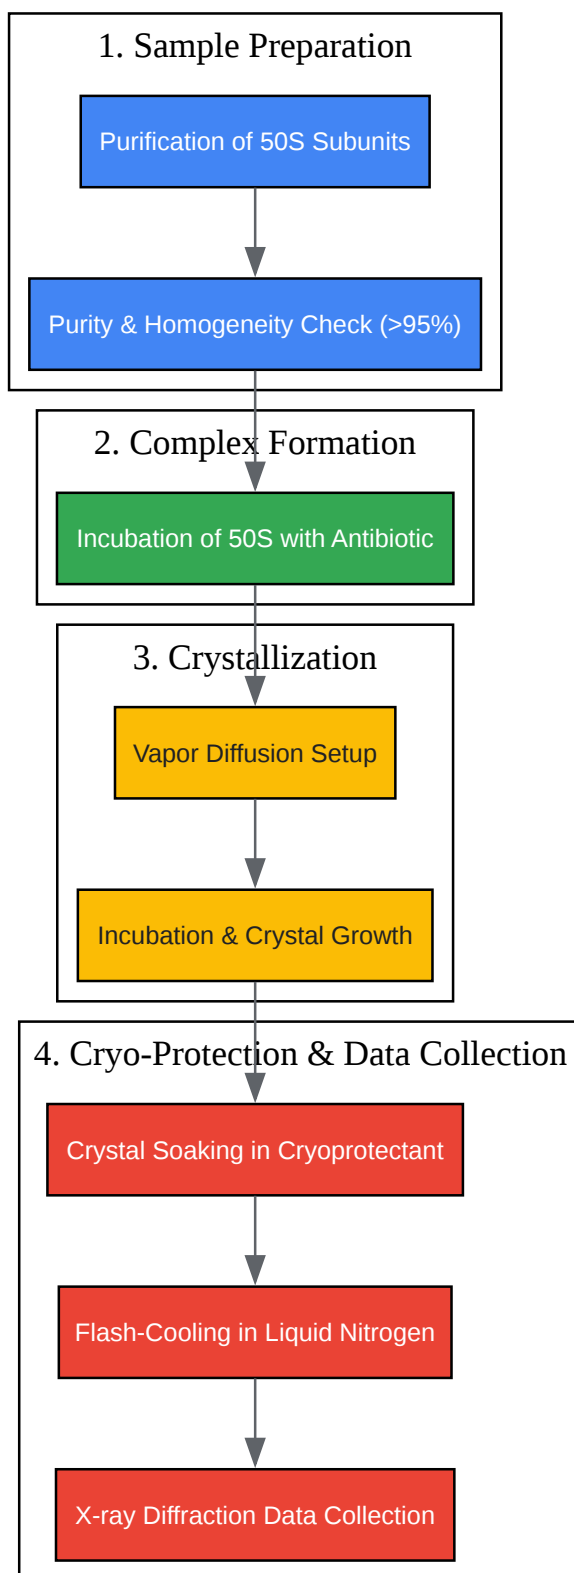 1. Sample Preparation
Purification of 50S Subunits
Purity & Homogeneity Check (>95%)
2. Complex Formation
Incubation of 50S with Antibiotic
3. Crystallization
Vapor Diffusion Setup
Incubation & Crystal Growth
4. Cryo-Protection & Data Collection
Crystal Soaking in Cryoprotectant
Flash-Cooling in Liquid Nitrogen
X-ray Diffraction Data Collection